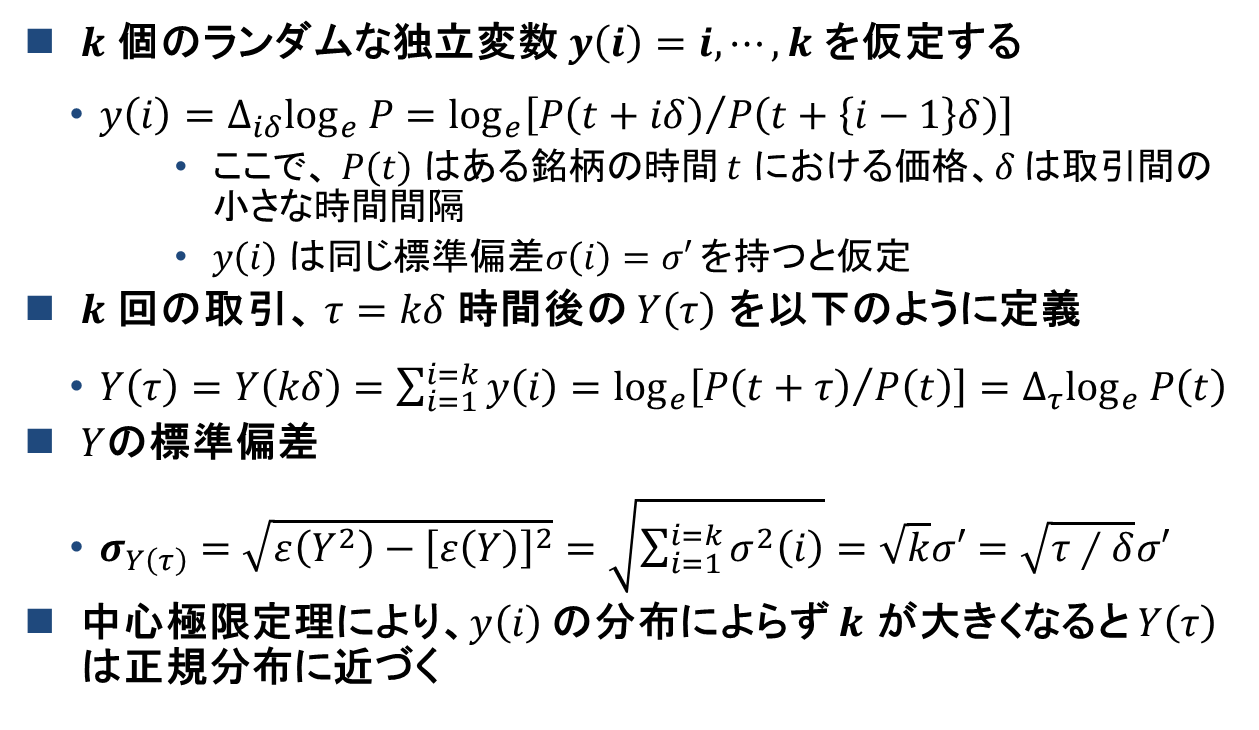 ■ k 個のランダムな独立変数 y(i) = i,⋯,k を仮定する
• y(i) = Δ_{iδ}log_e P = log_e[P(t + iδ)/P(t + {i − 1}δ)]
• ここで、 P(t) はある銘柄の時間 t における価格、δ は取引間の
小さな時間間隔
• y(i) は同じ標準偏差σ(i) = σ′ を持つと仮定
■ k 回の取引、 τ = kδ 時間後の Y(τ) を以下のように定義
• Y(τ) = Y(kδ) = ∑_{i=1}^{i=k} y(i) = log_e[P(t + τ)/P(t)] = Δ_τlog_e P(t)
■ Yの標準偏差
• σ_{Y(τ)} = √(ε(Y²) − [ε(Y)]²) = √(∑_{i=1}^{i=k} σ²(i)) = √k σ′ = √(τ / δ) σ′
■ 中心極限定理により、y(i) の分布によらず k が大きくなると Y(τ)
は正規分布に近づく